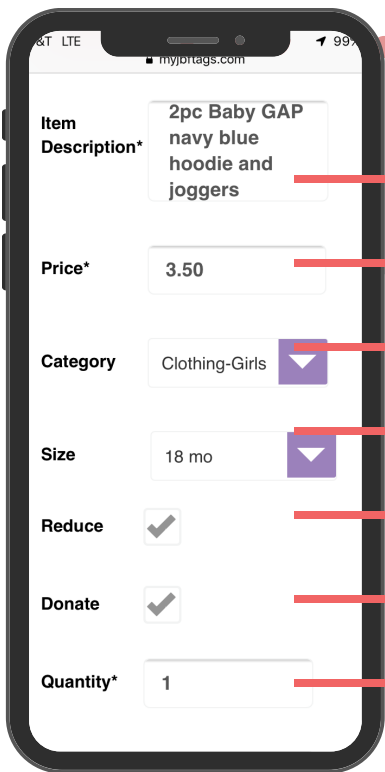 &T LTE 99%
myjbftags.com
Item
Description*
2pc Baby GAP
navy blue
hoodie and
joggers
Price*
3.50
Category
Clothing-Girls
Size
18 mo
Reduce
Donate
Quantity*
1